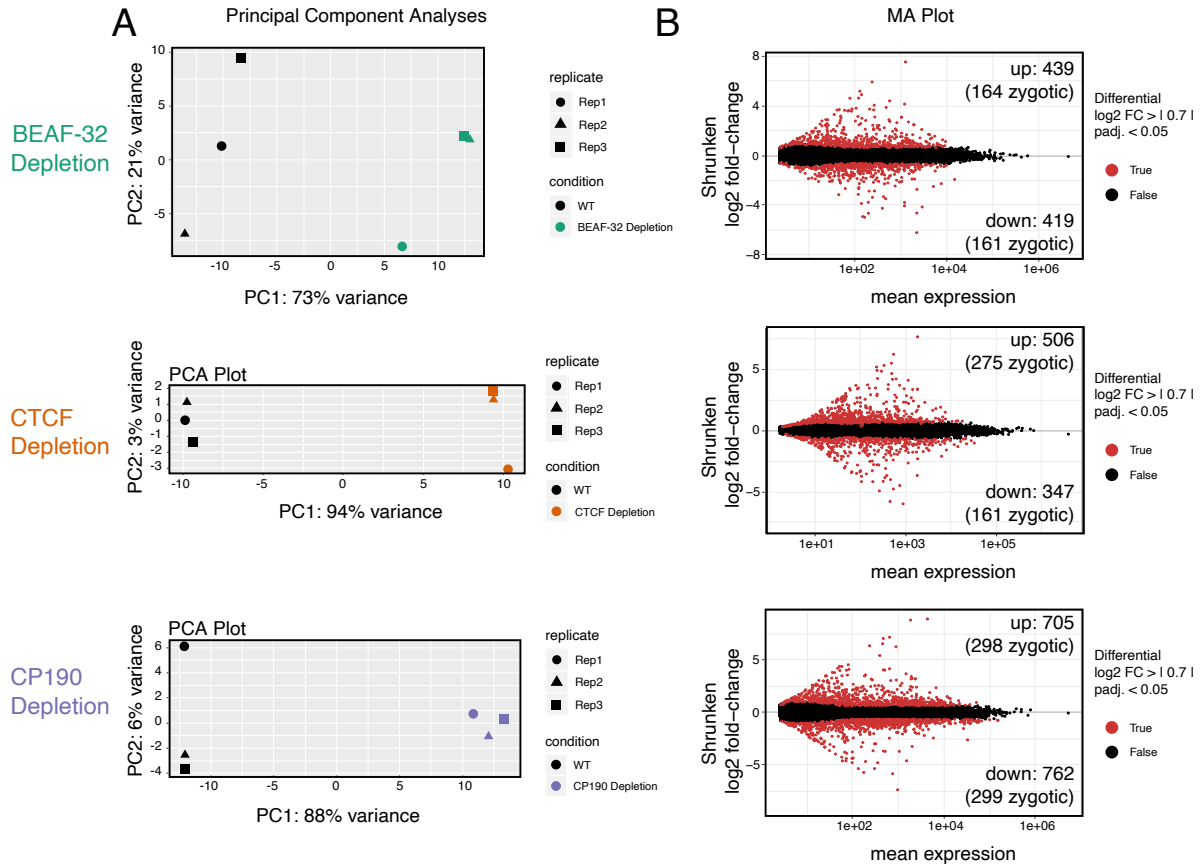 A
Principal Component Analyses
B
MA Plot
BEAF-32
Depletion
PC2: 21% variance
10
5
0
-5
-10
-5
0
5
10
PC1: 73% variance
replicate
Rep1
Rep2
Rep3
condition
WT
BEAF-32 Depletion
Shrunken
log2 fold−change
8
4
0
−4
−8
up: 439
(164 zygotic)
down: 419
(161 zygotic)
1e+02
1e+04
1e+06
mean expression
Differential
log2 FC > | 0.7 |
padj. < 0.05
True
False
CTCF
Depletion
PCA Plot
PC2: 3% variance
2
1
0
-1
-2
-3
-10
-5
0
5
10
PC1: 94% variance
replicate
Rep1
Rep2
Rep3
condition
WT
CTCF Depletion
Shrunken
log2 fold−change
5
0
−5
up: 506
(275 zygotic)
down: 347
(161 zygotic)
1e+01
1e+03
1e+05
mean expression
Differential
log2 FC > | 0.7 |
padj. < 0.05
True
False
CP190
Depletion
PCA Plot
PC2: 6% variance
6
4
2
0
-2
-4
-10
-5
0
5
10
PC1: 88% variance
replicate
Rep1
Rep2
Rep3
condition
WT
CP190 Depletion
Shrunken
log2 fold−change
5
0
−5
up: 705
(298 zygotic)
down: 762
(299 zygotic)
1e+02
1e+04
1e+06
mean expression
Differential
log2 FC > | 0.7 |
padj. < 0.05
True
False